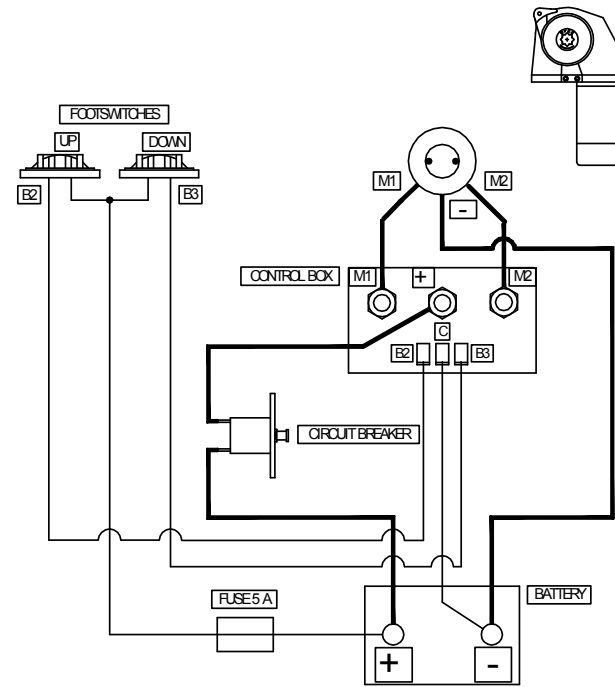 FOOTSWITCHES
UP DOWN
B2 B3
M1 M2
-
CONTROL BOX M1 + M2
C
B2 B3
CIRCUIT BREAKER
FUSE 5 A BATTERY
+ -